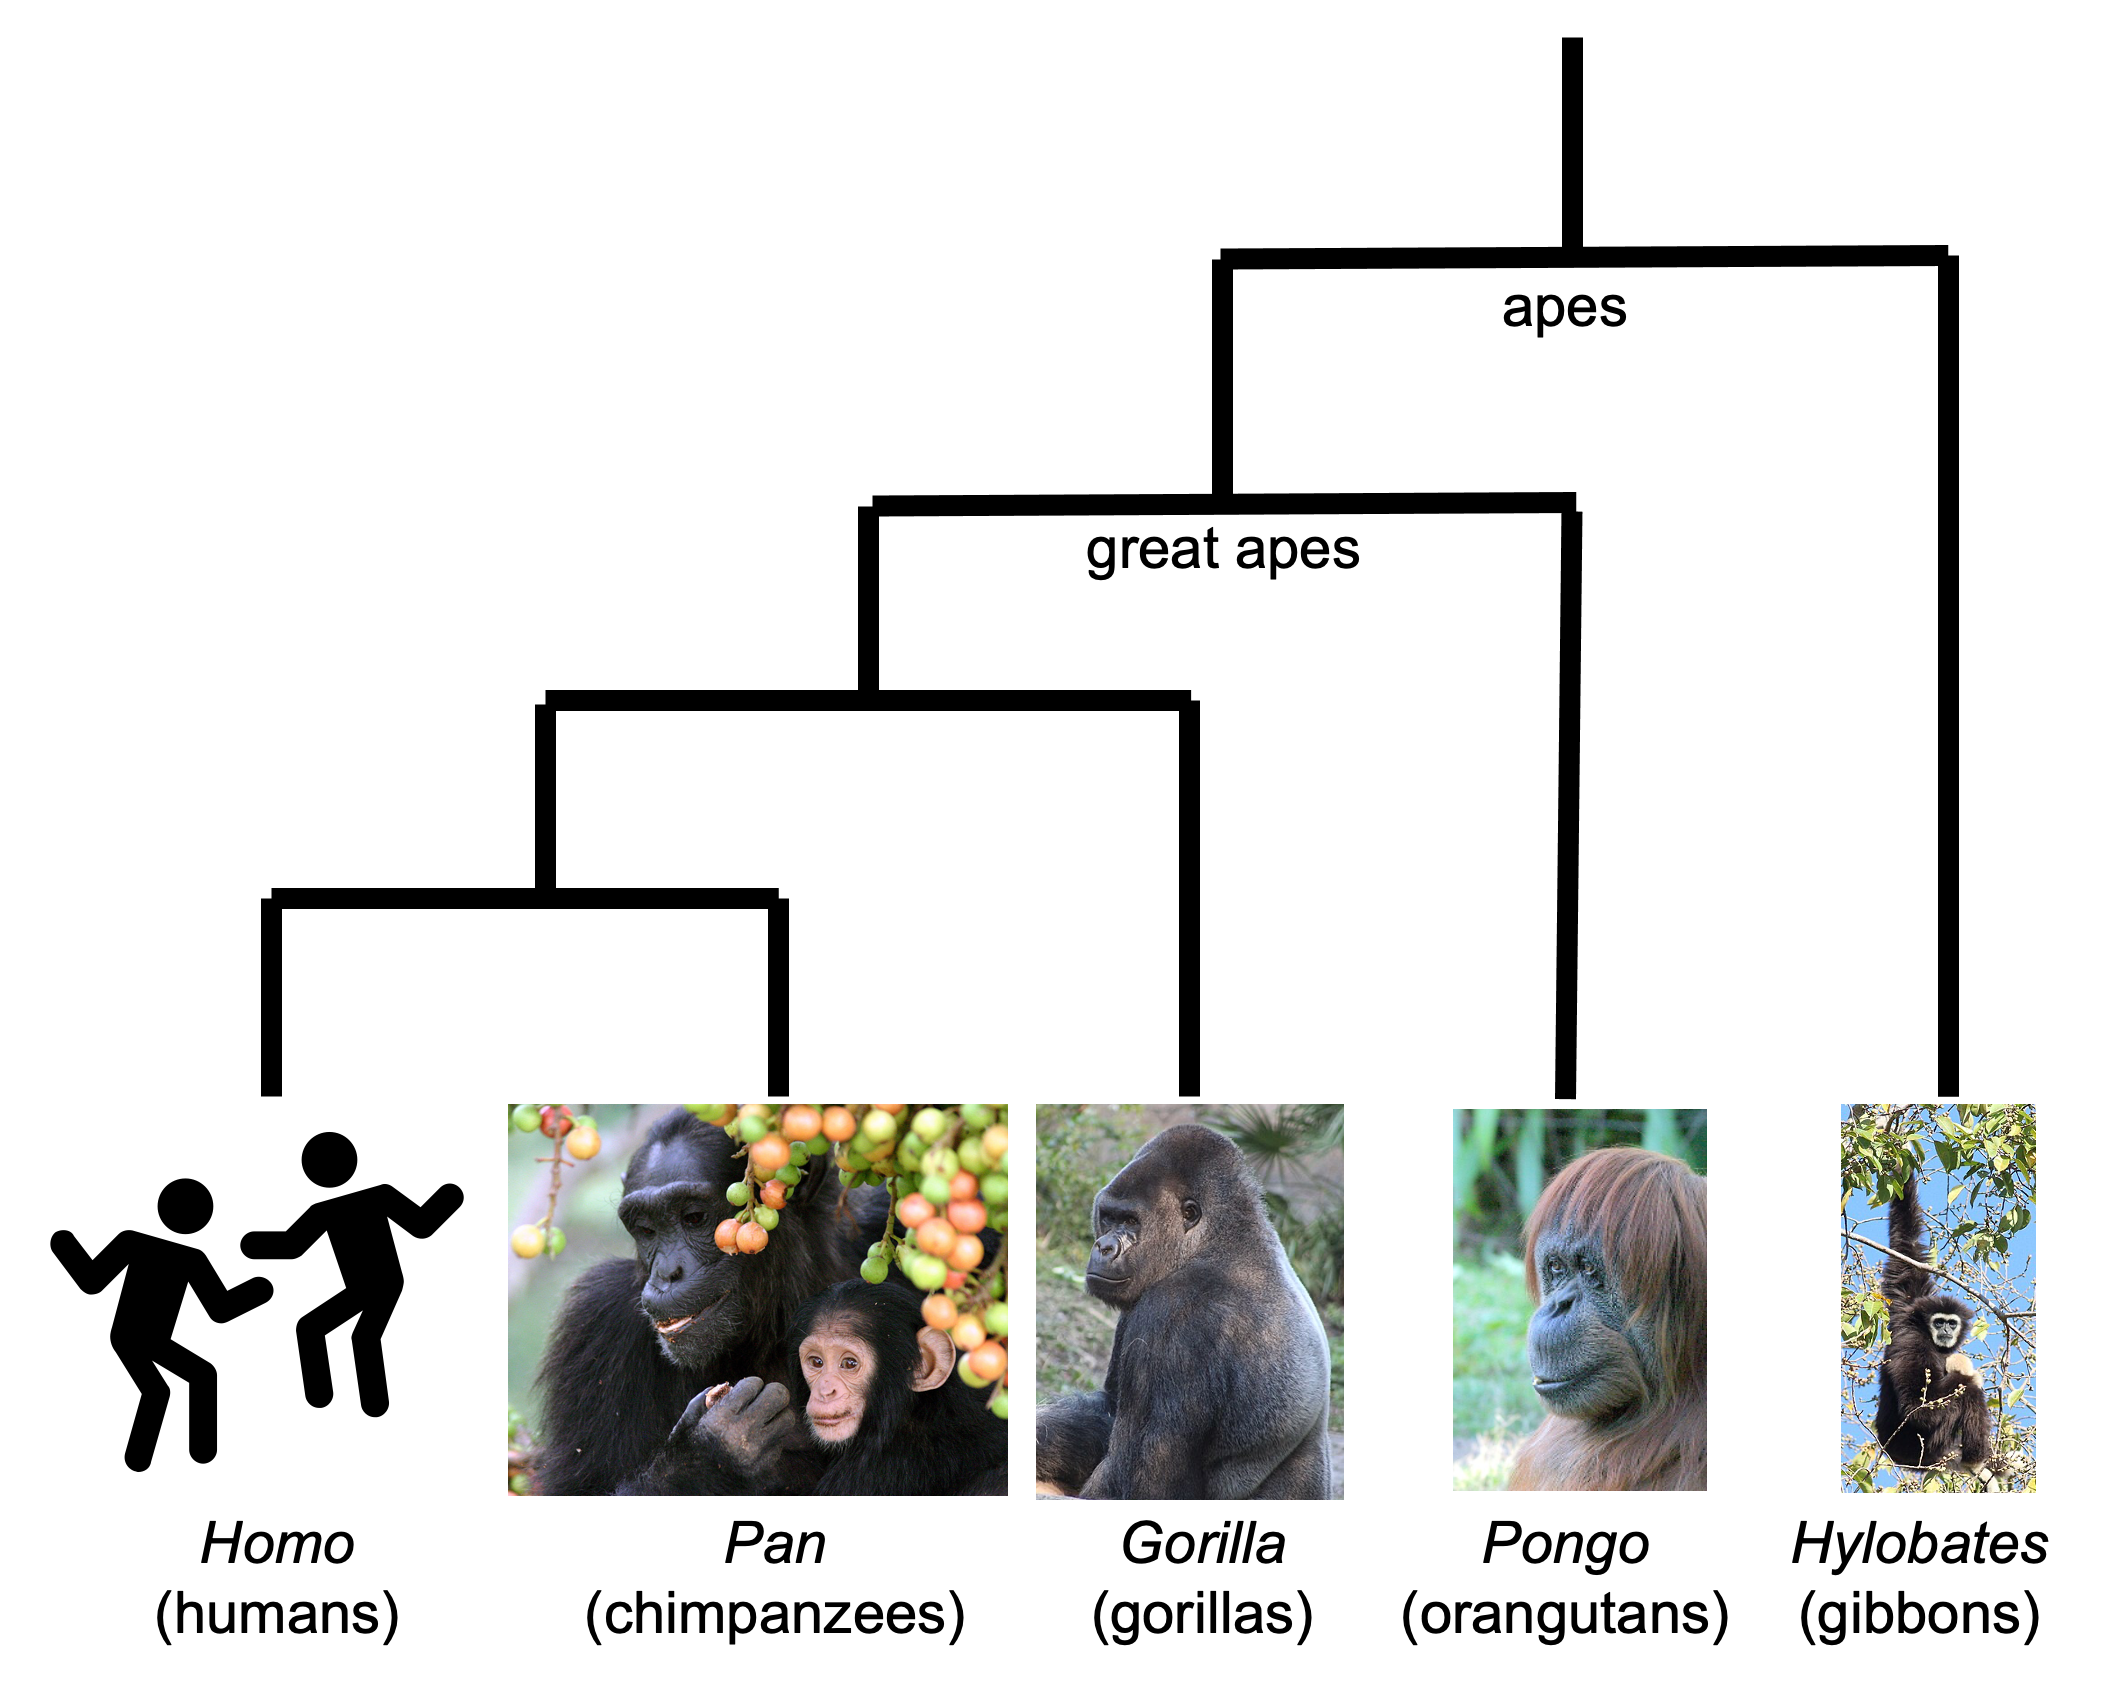 apes
great apes
Homo
(humans)
Pan
(chimpanzees)
Gorilla
(gorillas)
Pongo
(orangutans)
Hylobates
(gibbons)